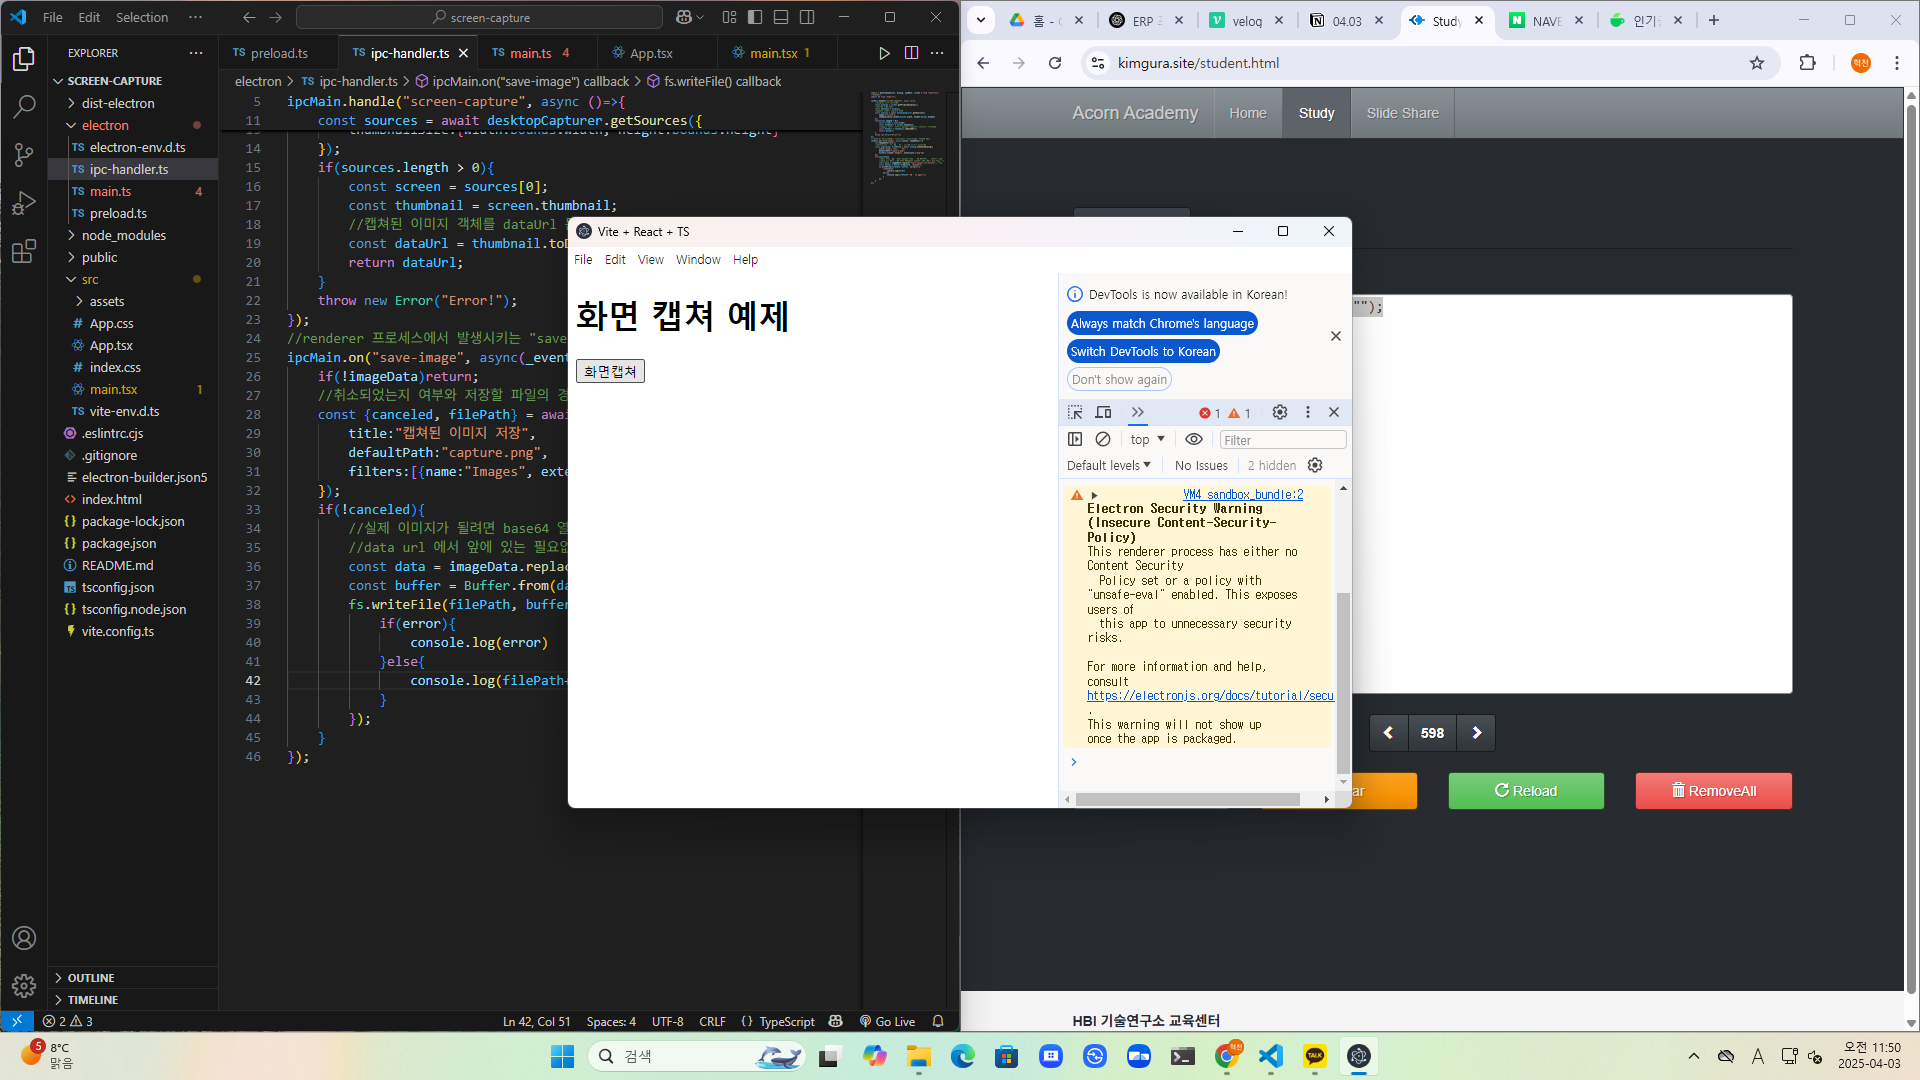 File Edit Selection ··· screen-capture
EXPLORER
SCREEN-CAPTURE
dist-electron
electron
TS electron-env.d.ts
TS ipc-handler.ts
TS main.ts 4
TS preload.ts
node_modules
public
src
assets
# App.css
App.tsx
# index.css
main.tsx 1
TS vite-env.d.ts
.eslintrc.cjs
.gitignore
electron-builder.json5
<> index.html
{} package-lock.json
{} package.json
README.md
tsconfig.json
{} tsconfig.node.json
vite.config.ts
OUTLINE
TIMELINE
TS preload.ts TS ipc-handler.ts TS main.ts 4 App.tsx main.tsx 1
electron > TS ipc-handler.ts > ipcMain.on("save-image") callback > fs.writeFile() callback
5 ipcMain.handle("screen-capture", async ()=>{
11 const sources = await desktopCapturer.getSources({
14 });
15 if(sources.length > 0){
16 const screen = sources[0];
17 const thumbnail = screen.thumbnail;
18 //캡쳐된 이미지 객체를 dataUrl
19 const dataUrl = thumbnail.toD
20 return dataUrl;
21 }
22 throw new Error("Error!");
23 });
24 //renderer 프로세스에서 발생시키는 "save
25 ipcMain.on("save-image", async(_event
26 if(!imageData)return;
27 //취소되었는지 여부와 저장할 파일의 경
28 const {canceled, filePath} = awai
29 title:"캡쳐된 이미지 저장",
30 defaultPath:"capture.png",
31 filters:[{name:"Images", exte
32 });
33 if(!canceled){
34 //실제 이미지가 될려면 base64
35 //data url 에서 앞에 있는 필요없
36 const data = imageData.replac
37 const buffer = Buffer.from(da
38 fs.writeFile(filePath, buffer
39 if(error){
40 console.log(error)
41 }else{
42 console.log(filePath+
43 }
44 });
45 }
46 });
2 3 Ln 42, Col 51 Spaces: 4 UTF-8 CRLF {} TypeScript Go Live
Vite + React + TS
File Edit View Window Help
화면 캡쳐 예제
화면캡쳐
DevTools is now available in Korean!
Always match Chrome's language
Switch DevTools to Korean
Don't show again
1 1
top Filter
Default levels No Issues 2 hidden
VM4 sandbox_bundle:2
Electron Security Warning
(Insecure Content-Security-
Policy)
This renderer process has either no
Content Security
Policy set or a policy with
"unsafe-eval" enabled. This exposes
users of
this app to unnecessary security
risks.
For more information and help,
consult
https://electronjs.org/docs/tutorial/secu
.
This warning will not show up
once the app is packaged.
>
홈 - ERP velog 04.03 Study NAVE 인기
kimgura.site/student.html 혁천
Acorn Academy Home Study Slide Share
"");
598
ar Reload RemoveAll
HBI 기술연구소 교육센터
5 8°C
맑음
검색
혁천
TALK
A
오전 11:50
2025-04-03